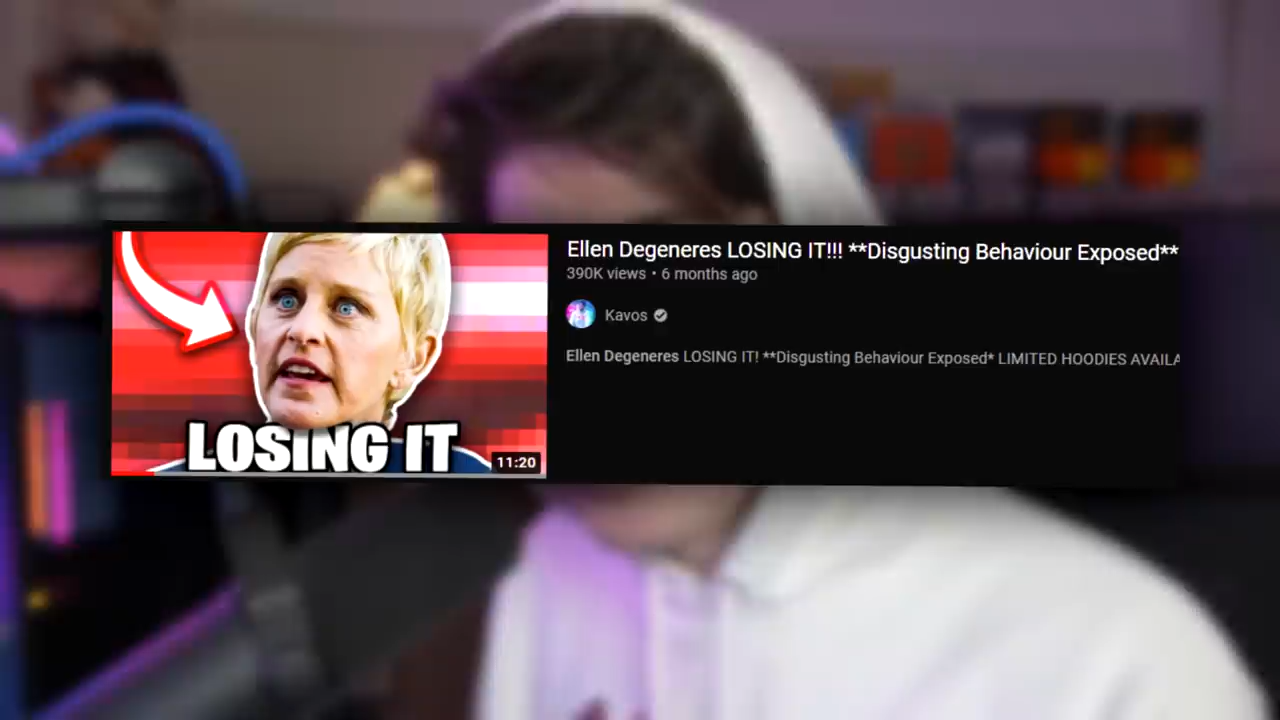 Ellen Degeneres LOSING IT!!! **Disgusting Behaviour Exposed**
390K views • 6 months ago
Kavos
Ellen Degeneres LOSING IT! **Disgusting Behaviour Exposed* LIMITED HOODIES AVAILA
LOSING IT
11:20